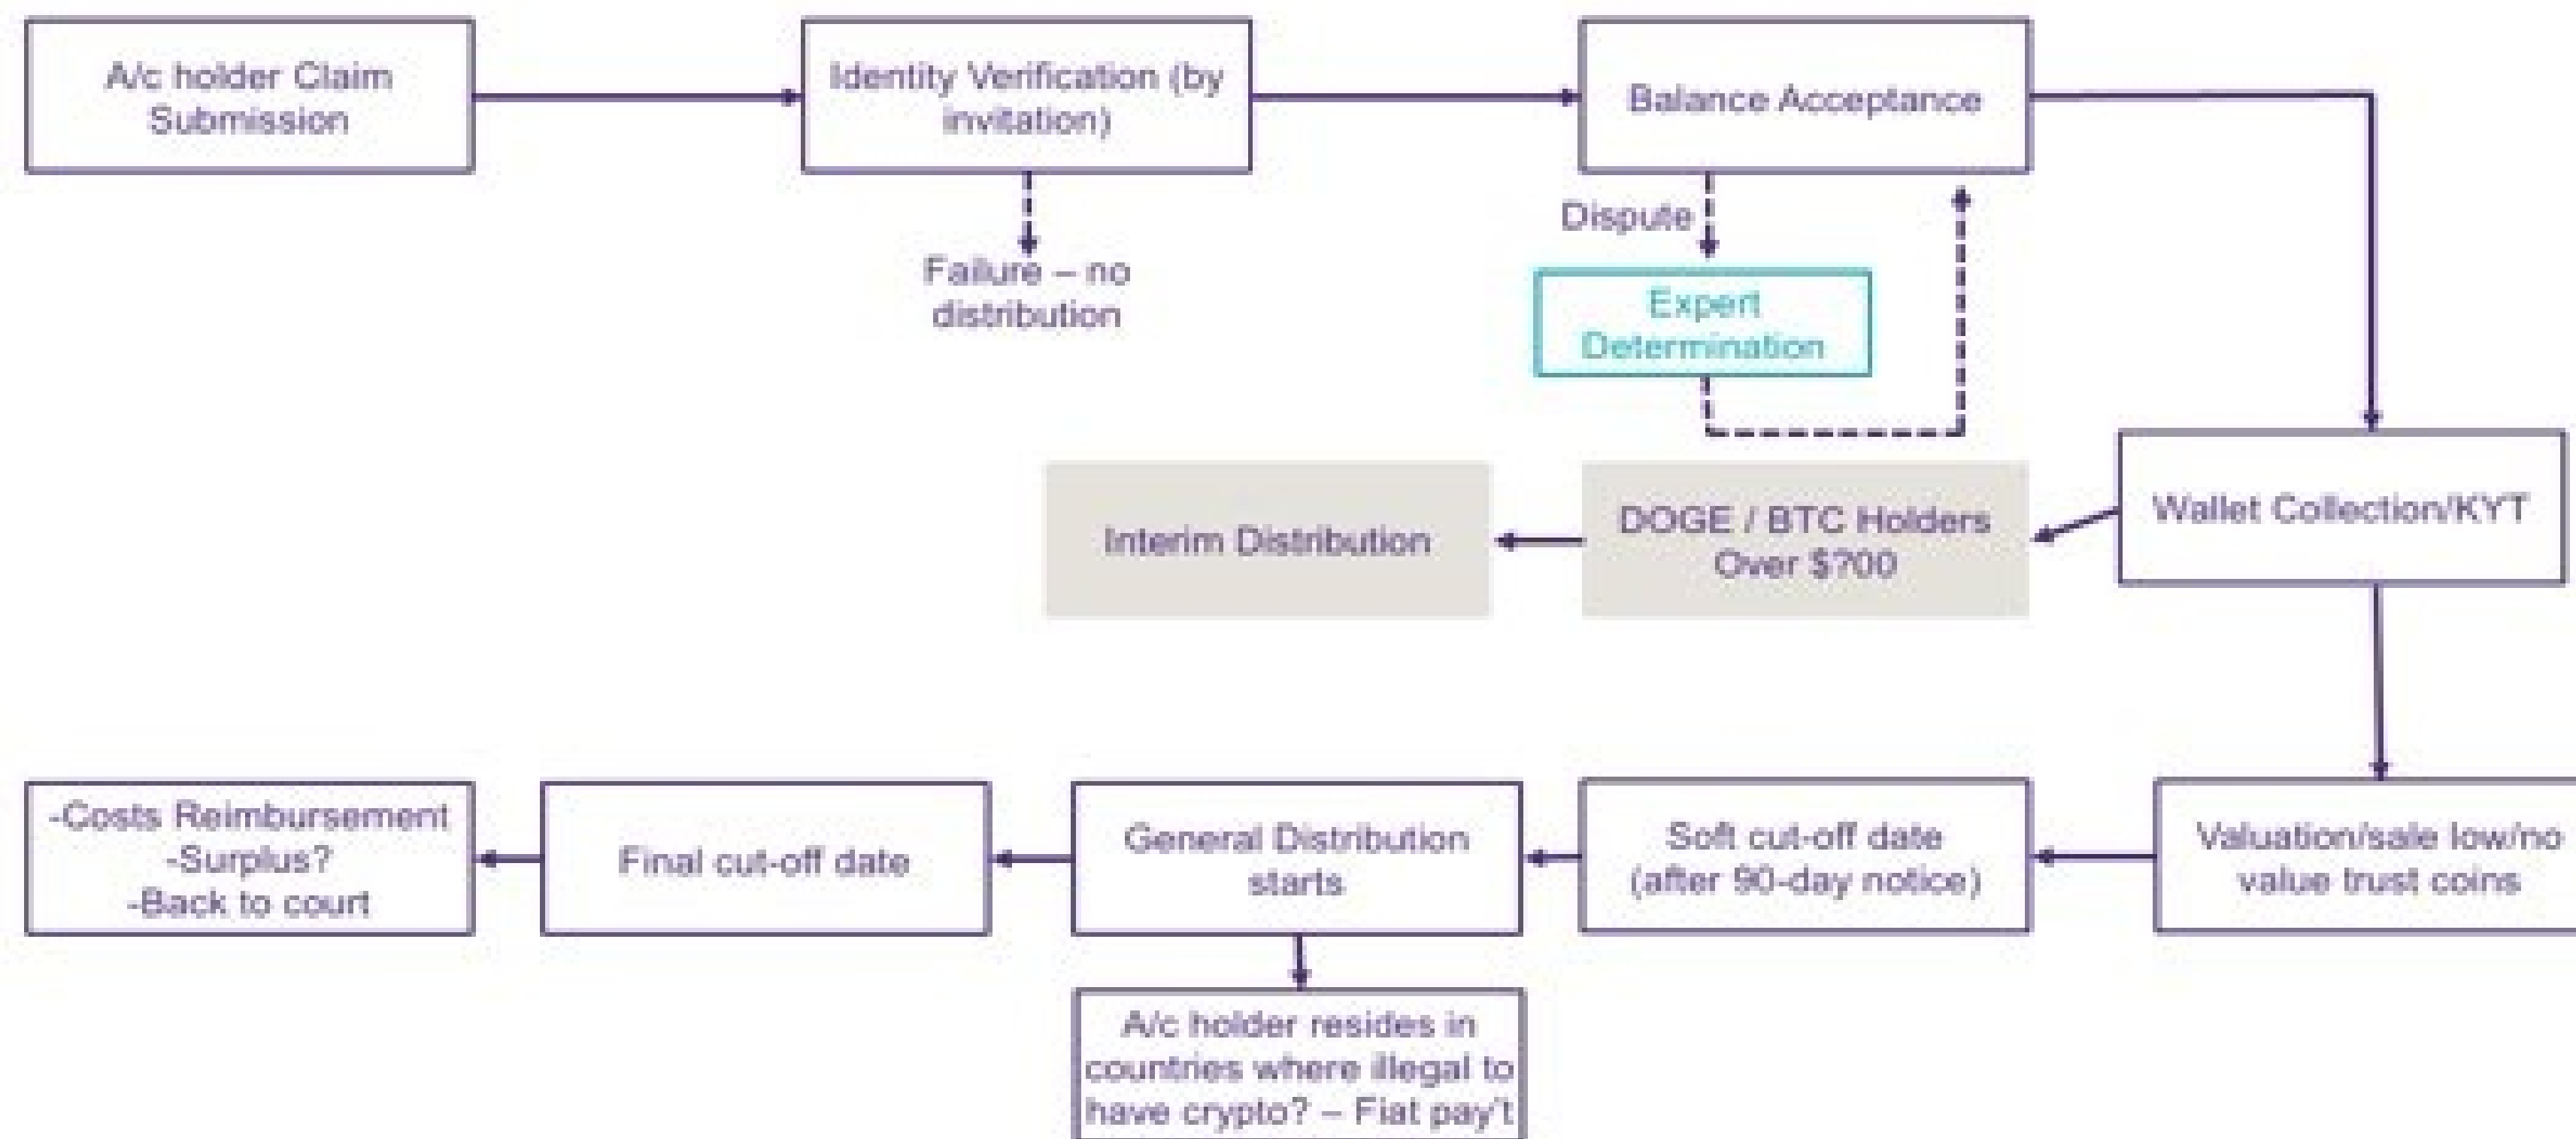 A/c holder Claim
Submission
Identity Verification (by
invitation)
Balance Acceptance
Failure – no
distribution
Dispute
Expert
Determination
Wallet Collection/KYT
DOGE / BTC Holders
Over $?00
Interim Distribution
Valuation/sale low/no
value trust coins
Soft cut-off date
(after 90-day notice)
General Distribution
starts
A/c holder resides in
countries where illegal to
have crypto? – Fiat pay't
Final cut-off date
-Costs Reimbursement
-Surplus?
-Back to court